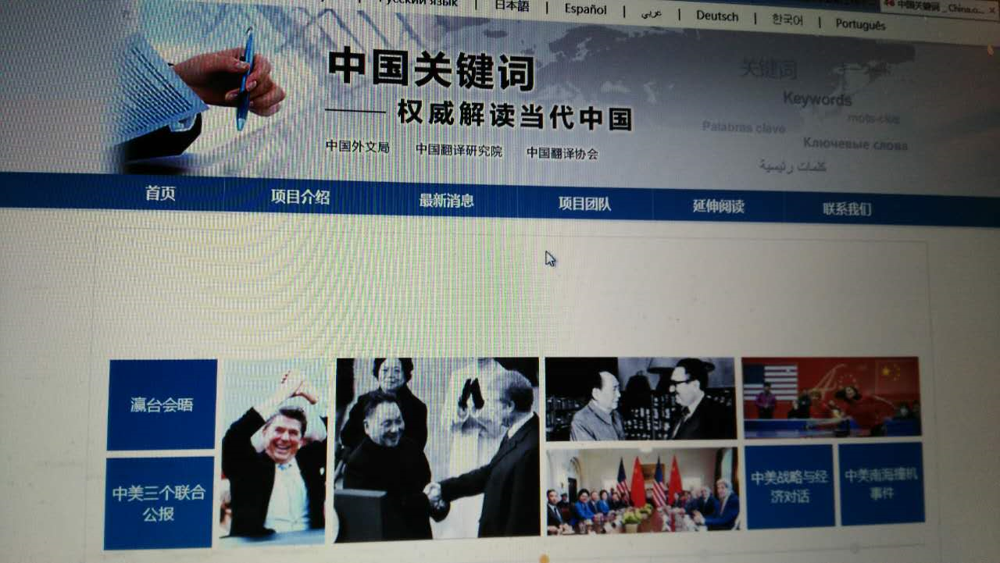 Русский язык | 日本語 | Español | عربي | Deutsch | 한국어 | Português
中国关键词_China.o...
中国关键词
——权威解读当代中国
中国外文局 中国翻译研究院 中国翻译协会
关键词
Keywords
mots-clés
Palabras clave
Ключевые слова
كلمات رئيسية
首页 项目介绍 最新消息 项目团队 延伸阅读 联系我们
瀛台会晤
中美三个联合
公报
中美战略与经
济对话
中美南海撞机
事件